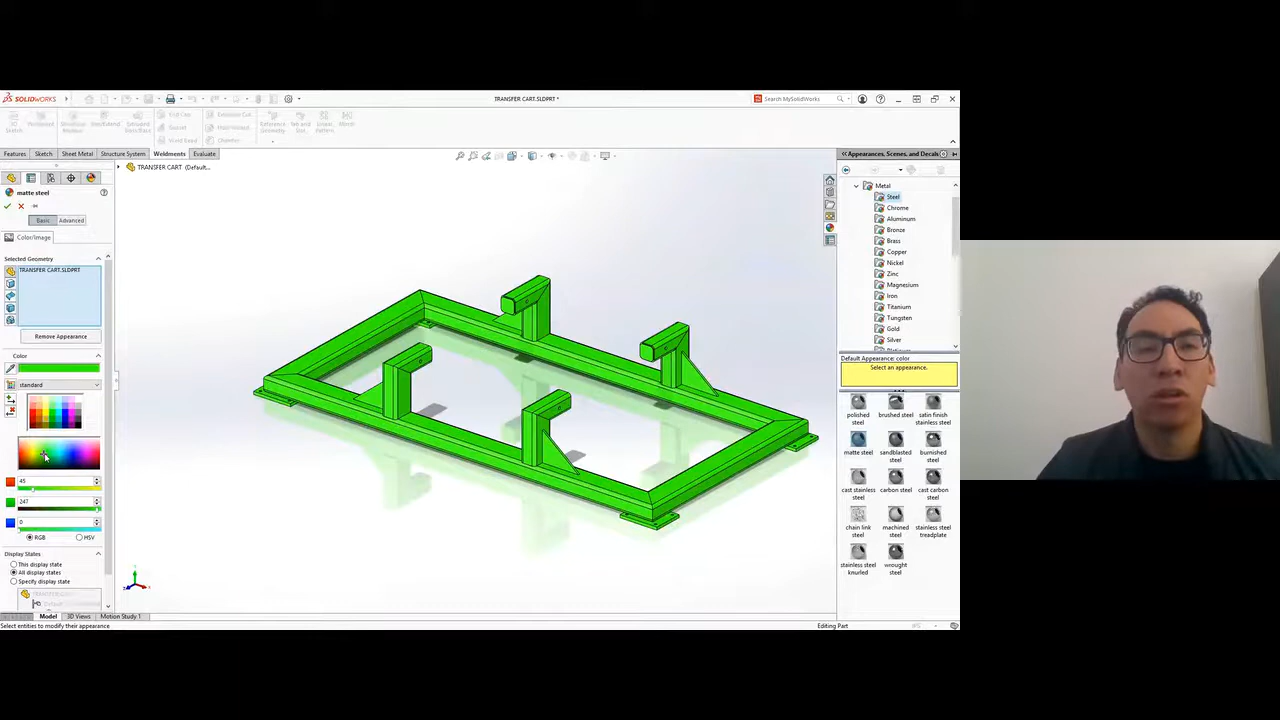 SOLIDWORKS
TRANSFER CART.SLDPRT *
Search MySolidWorks
Features
Sketch
Sheet Metal
Structure System
Weldments
Evaluate
TRANSFER CART (Default...
matte steel
Basic
Advanced
Color/Image
Selected Geometry
TRANSFER CART.SLDPRT
Remove Appearance
Color
standard
45
247
0
RGB
HSV
Display States
This display state
All display states
Specify display state
Model
3D Views
Motion Study 1
Select entities to modify their appearance.
Editing Part
Appearances, Scenes, and Decals
Metal
Steel
Chrome
Aluminum
Bronze
Brass
Copper
Nickel
Zinc
Magnesium
Iron
Titanium
Tungsten
Gold
Silver
Default Appearance: color
Select an appearance.
polished steel
brushed steel
satin finish stainless steel
matte steel
sandblasted steel
burnished steel
cast stainless steel
carbon steel
cast carbon steel
chain link steel
machined steel
stainless steel treadplate
stainless steel knurled
wrought steel